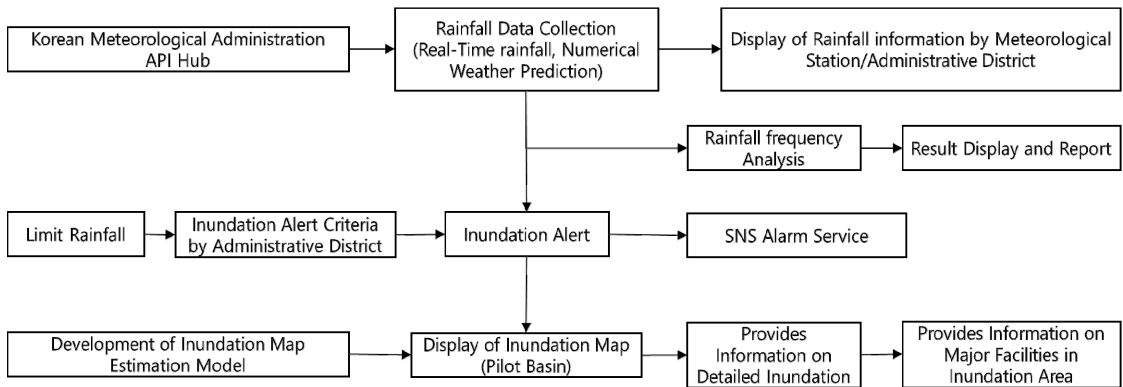 Korean Meteorological Administration
API Hub
Rainfall Data Collection
(Real-Time rainfall, Numerical
Weather Prediction)
Display of Rainfall information by Meteorological
Station/Administrative District
Rainfall frequency
Analysis
Result Display and Report
Limit Rainfall
Inundation Alert Criteria
by Administrative District
Inundation Alert
SNS Alarm Service
Development of Inundation Map
Estimation Model
Display of Inundation Map
(Pilot Basin)
Provides
Information on
Detailed Inundation
Provides Information on
Major Facilities in
Inundation Area